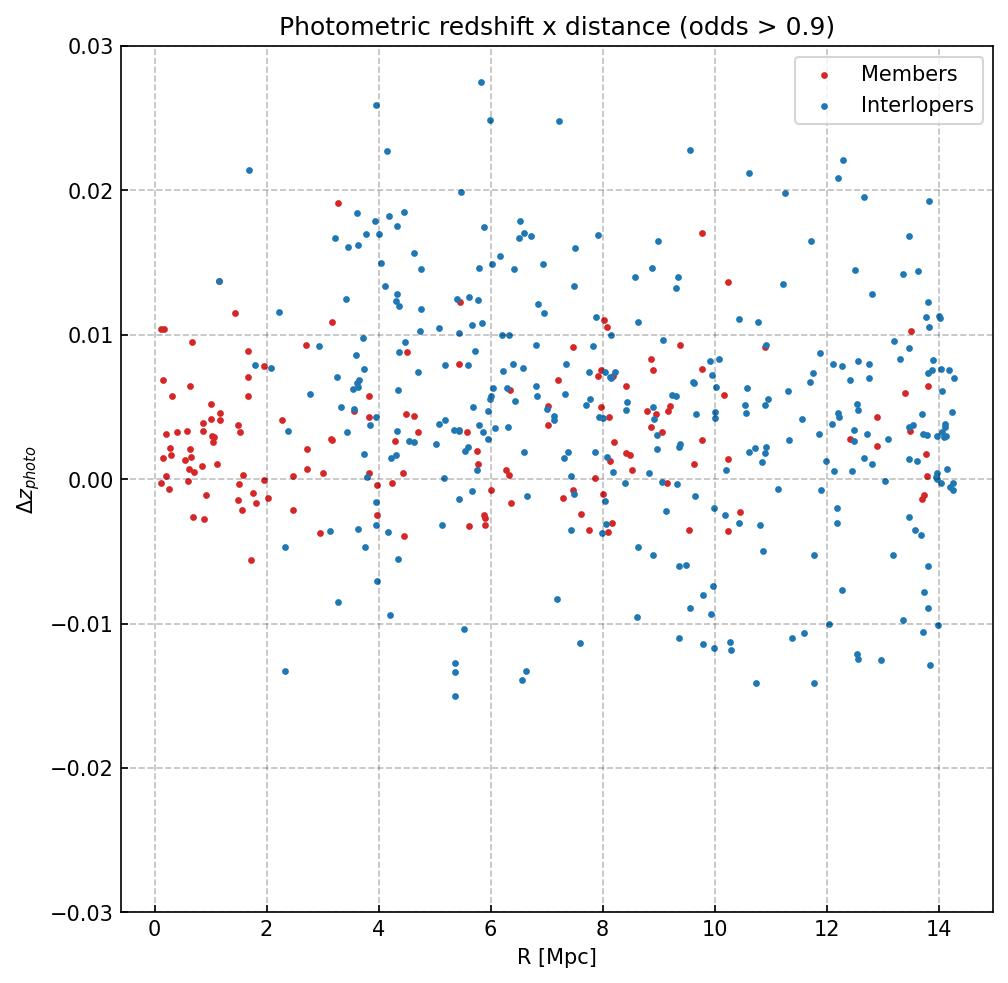 Photometric redshift x distance (odds > 0.9)
Members
Interlopers
0.03
0.02
0.01
0.00
−0.01
−0.02
−0.03
Δz_photo
0 2 4 6 8 10 12 14
R [Mpc]